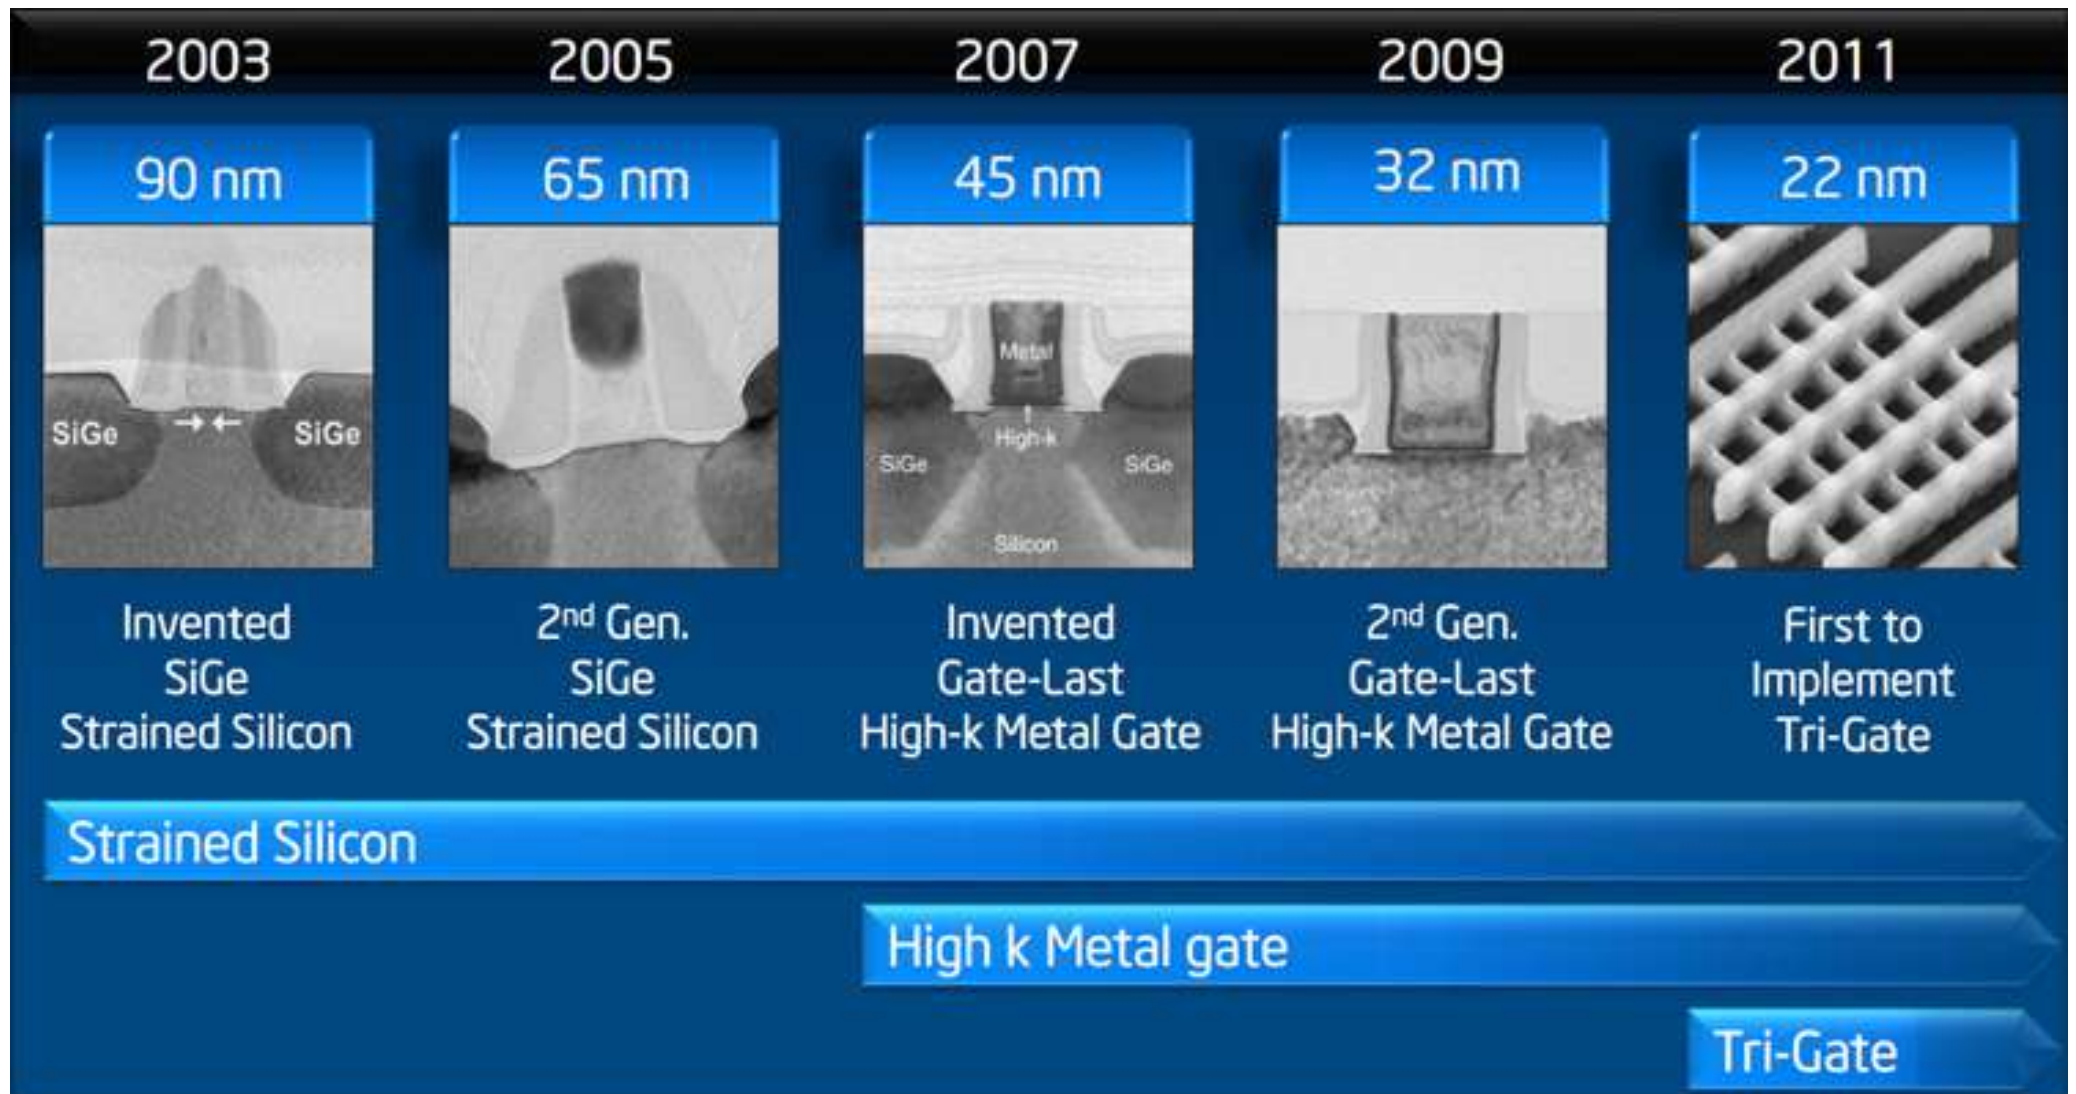 2003 2005 2007 2009 2011
90 nm 65 nm 45 nm 32 nm 22 nm
SiGe SiGe
Metal
High-k
SiGe SiGe
Silicon
Invented
SiGe
Strained Silicon
2nd Gen.
SiGe
Strained Silicon
Invented
Gate-Last
High-k Metal Gate
2nd Gen.
Gate-Last
High-k Metal Gate
First to
Implement
Tri-Gate
Strained Silicon
High k Metal gate
Tri-Gate